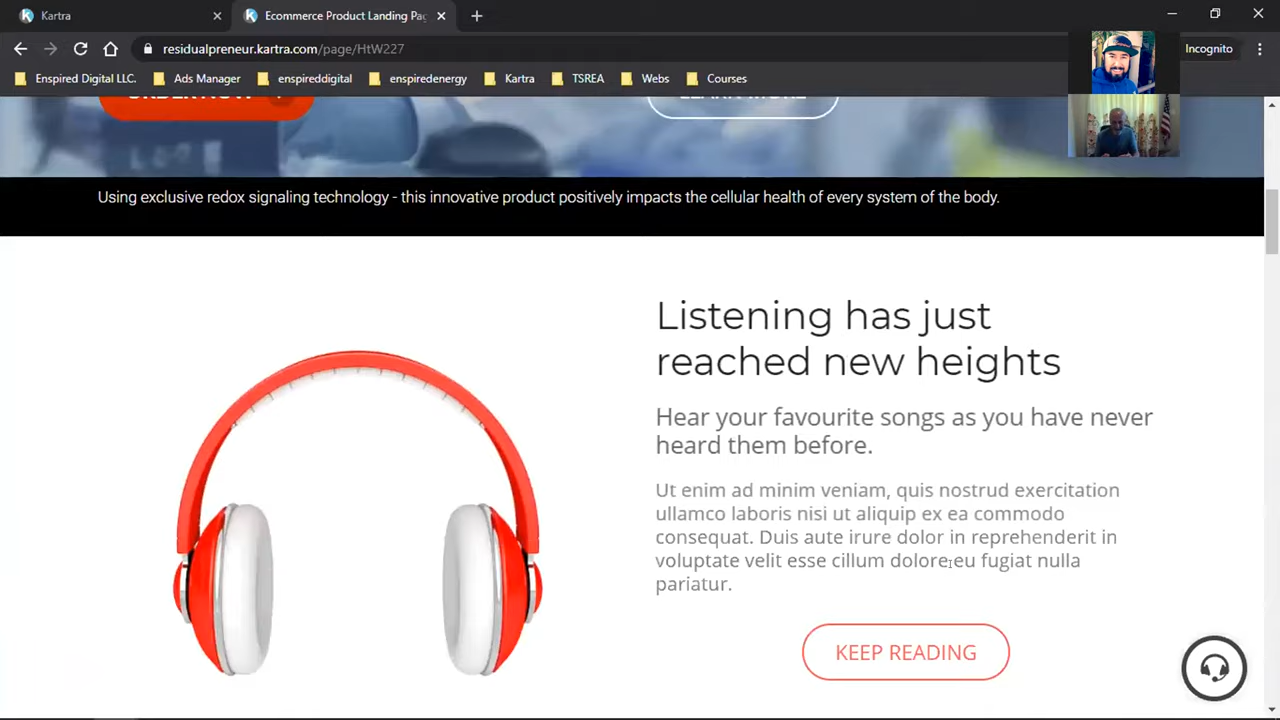 Kartra
Ecommerce Product Landing Pag
residualpreneur.kartra.com/page/HtW227
Incognito
Enspired Digital LLC.
Ads Manager
enspireddigital
enspiredenergy
Kartra
TSREA
Webs
Courses
ORDER NOW
LEARN MORE
Using exclusive redox signaling technology - this innovative product positively impacts the cellular health of every system of the body.
Listening has just
reached new heights
Hear your favourite songs as you have never
heard them before.
Ut enim ad minim veniam, quis nostrud exercitation
ullamco laboris nisi ut aliquip ex ea commodo
consequat. Duis aute irure dolor in reprehenderit in
voluptate velit esse cillum dolore eu fugiat nulla
pariatur.
KEEP READING